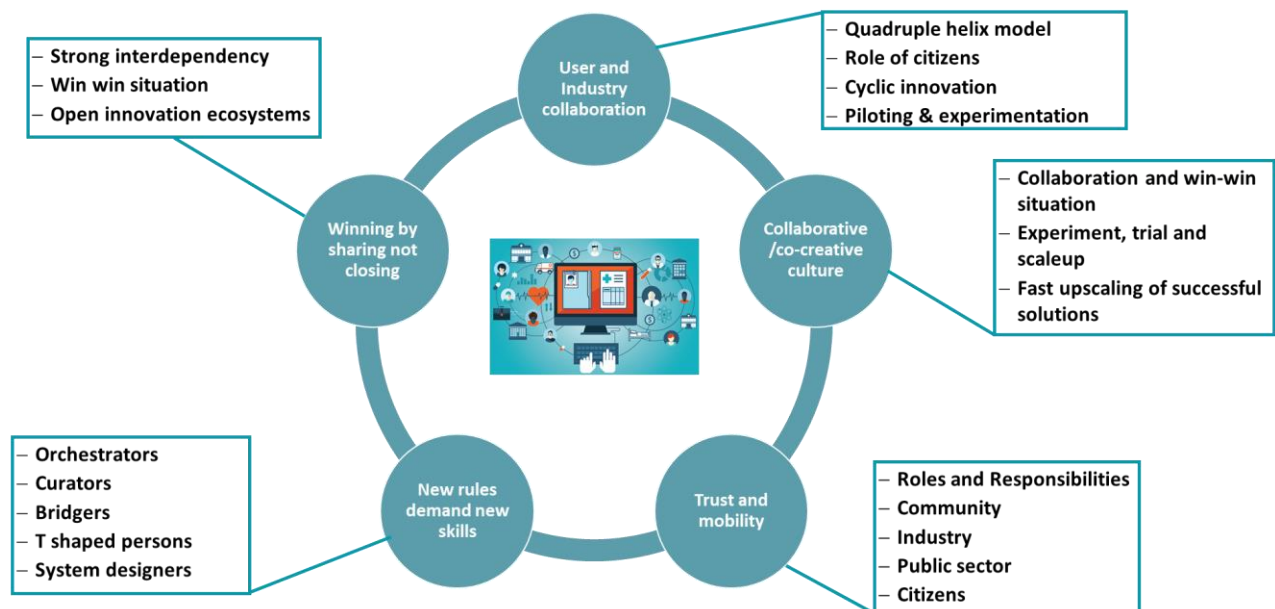 – Quadruple helix model
– Role of citizens
– Cyclic innovation
– Piloting & experimentation
– Strong interdependency
– Win win situation
– Open innovation ecosystems
User and
Industry
collaboration
– Collaboration and win-win
situation
– Experiment, trial and
scaleup
– Fast upscaling of successful
solutions
Winning by
sharing not
closing
Collaborative
/co-creative
culture
– Orchestrators
– Curators
– Bridgers
– T shaped persons
– System designers
New rules
demand new
skills
Trust and
mobility
– Roles and Responsibilities
– Community
– Industry
– Public sector
– Citizens